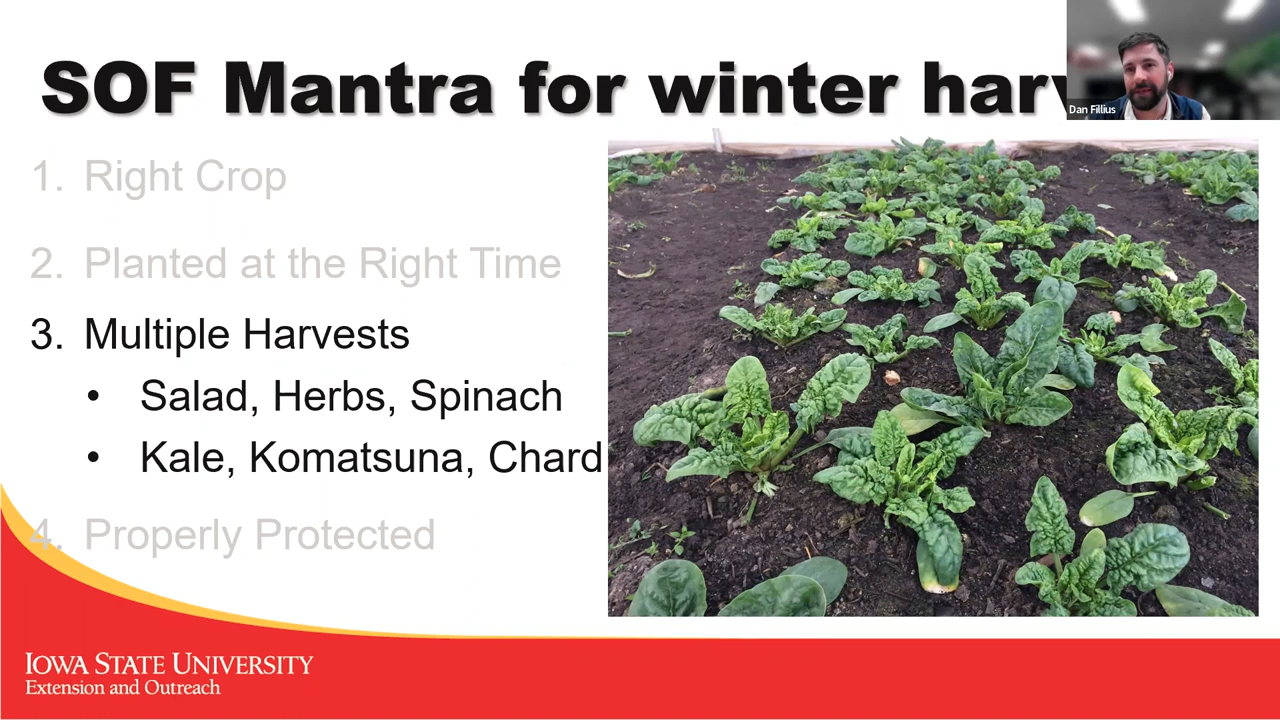 SOF Mantra for winter harv
Dan Fillius
1. Right Crop
2. Planted at the Right Time
3. Multiple Harvests
• Salad, Herbs, Spinach
• Kale, Komatsuna, Chard
4. Properly Protected
IOWA STATE UNIVERSITY
Extension and Outreach